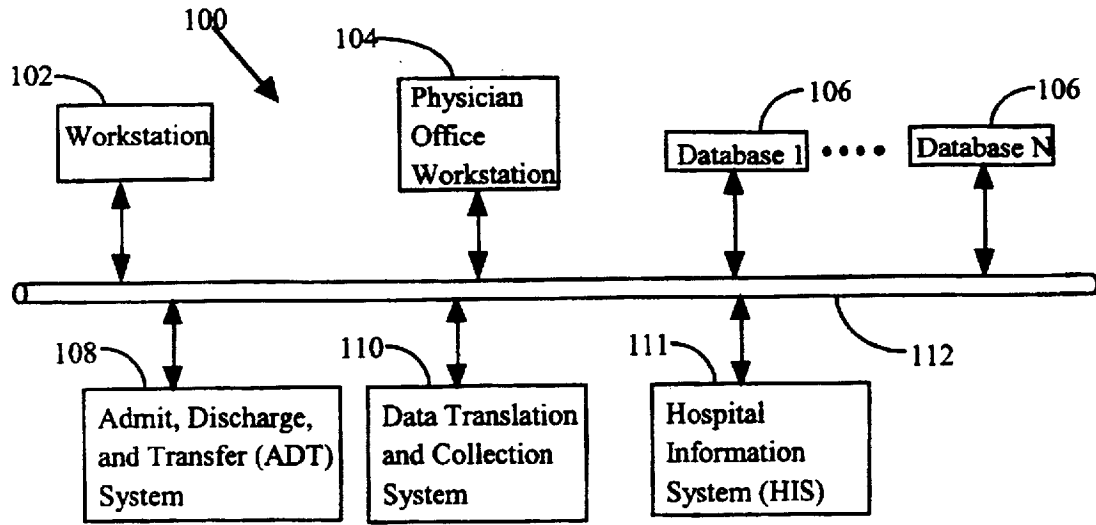 100
102
Workstation
104
Physician
Office
Workstation
106
Database 1
106
Database N
108
Admit, Discharge,
and Transfer (ADT)
System
110
Data Translation
and Collection
System
111
Hospital
Information
System (HIS)
112